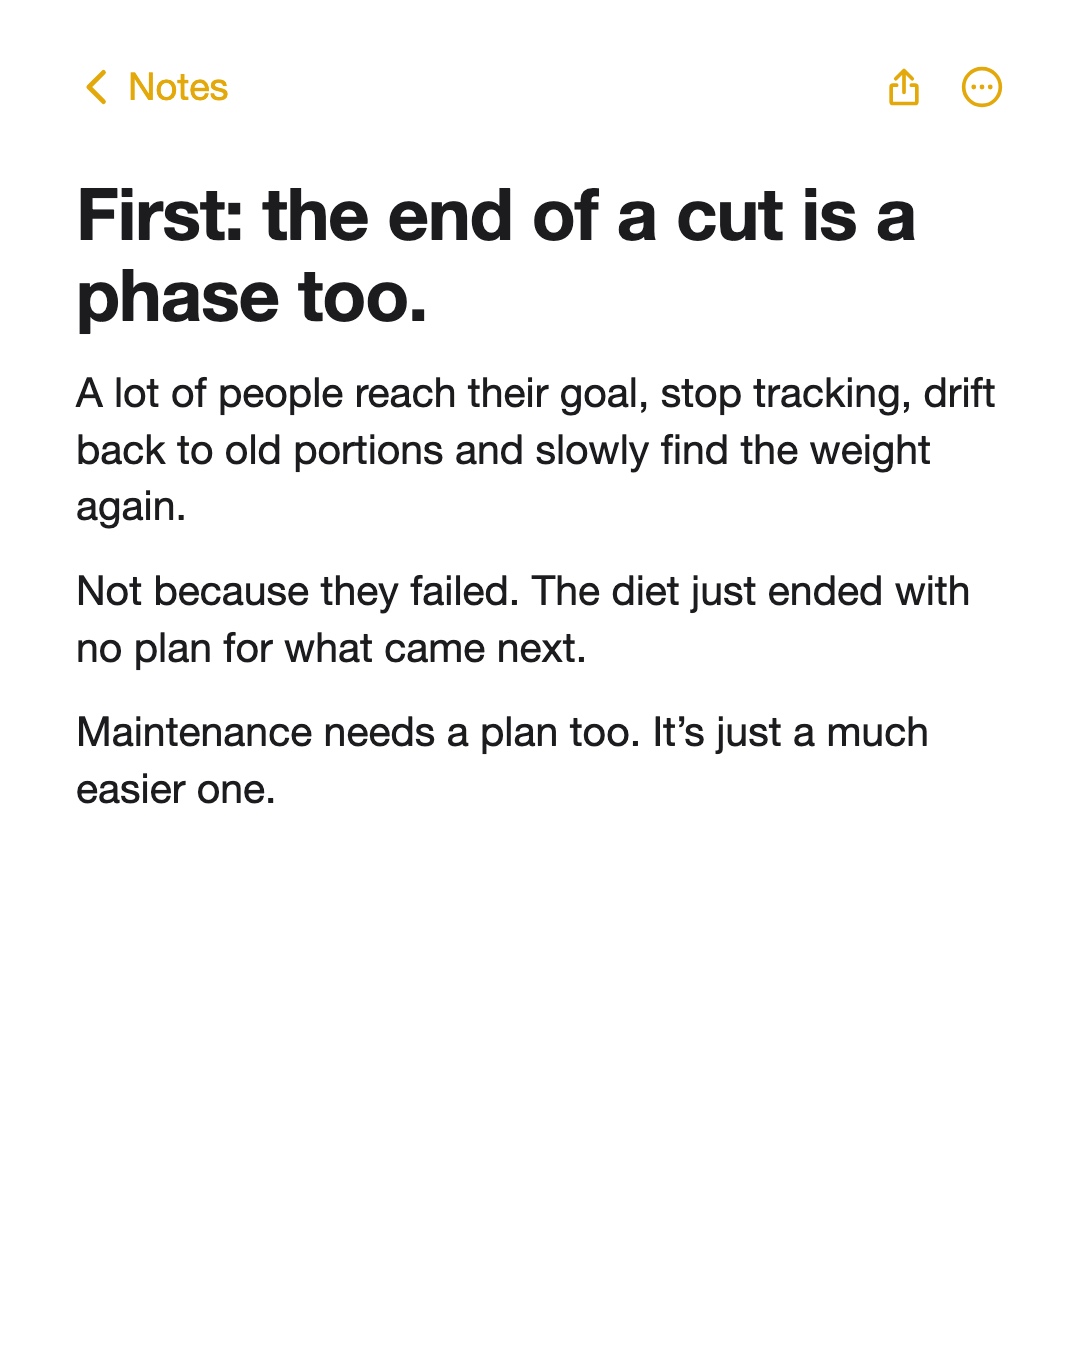 Notes
First: the end of a cut is a
phase too.
A lot of people reach their goal, stop tracking, drift
back to old portions and slowly find the weight
again.
Not because they failed. The diet just ended with
no plan for what came next.
Maintenance needs a plan too. It’s just a much
easier one.